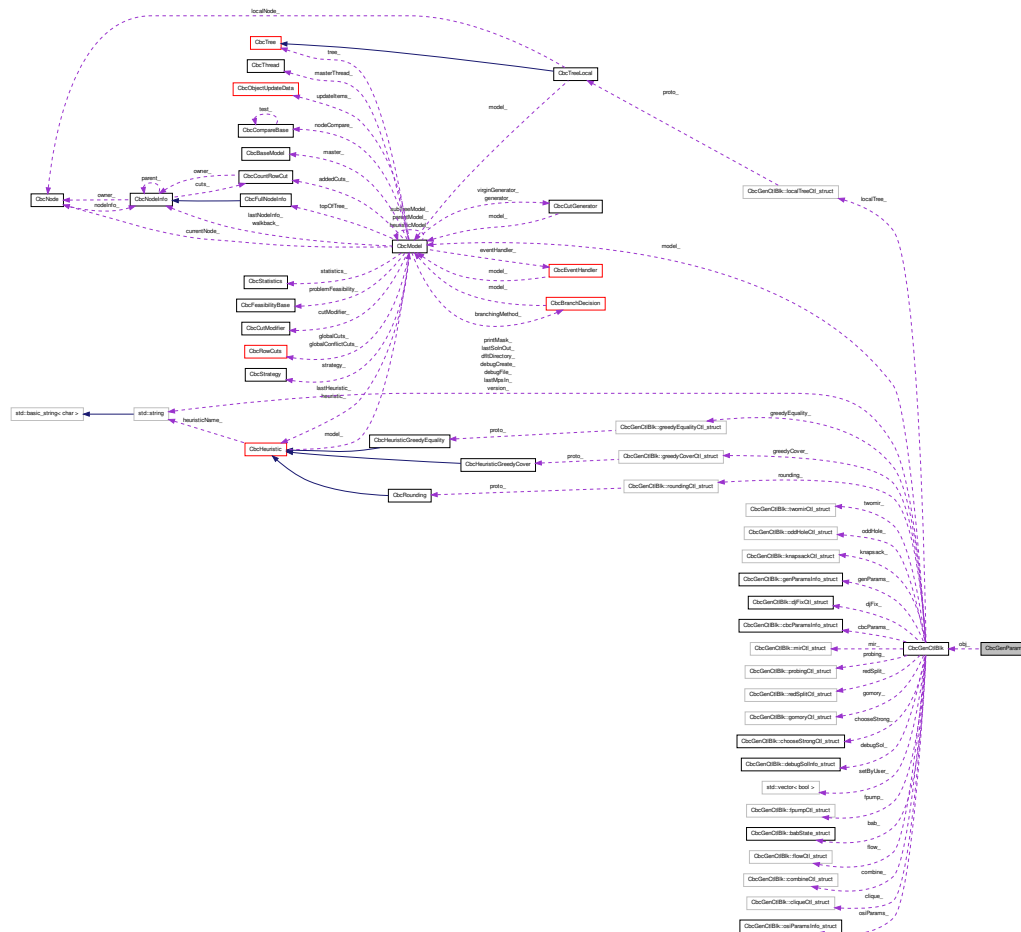 localNode_
CbcTree
tree_
CbcThread
masterThread_
CbcTreeLocal
CbcObjectUpdateData
updateItems_
proto_
model_
test_
nodeCompare_
CbcCompareBase
CbcBaseModel
master_
parent_
owner_
CbcCountRowCut
addedCuts_
cuts_
CbcGenCtlBlk::localTreeCtl_struct
CbcNode
owner_
nodeInfo_
CbcNodeInfo
CbcFullNodeInfo
topOfTree_
virginGenerator_
generator_
CbcCutGenerator
localTree_
subTreeModel_
parentModel_
heuristicModel_
lastNodeInfo_
walkback_
model_
currentNode_
CbcModel
eventHandler_
model_
CbcEventHandler
model_
CbcStatistics
statistics_
problemFeasibility_
model_
CbcFeasibilityBase
branchingMethod_
CbcBranchDecision
cutModifier_
CbcCutModifier
globalCuts_
globalConflictCuts_
CbcRowCuts
printMask_
lastSolnOut_
dfltDirectory_
debugCreate_
debugFile_
lastMpsIn_
version_
strategy_
CbcStrategy
lastHeuristic_
heuristic_
std::basic_string< char >
std::string
heuristicName_
greedyEquality_
model_
CbcHeuristic
CbcHeuristicGreedyEquality
proto_
CbcGenCtlBlk::greedyEqualityCtl_struct
greedyCover_
CbcHeuristicGreedyCover
proto_
CbcGenCtlBlk::greedyCoverCtl_struct
rounding_
CbcRounding
proto_
CbcGenCtlBlk::roundingCtl_struct
twomir_
CbcGenCtlBlk::twomirCtl_struct
oddHole_
CbcGenCtlBlk::oddHoleCtl_struct
knapsack_
CbcGenCtlBlk::knapsackCtl_struct
genParams_
CbcGenCtlBlk::genParamsInfo_struct
djFix_
CbcGenCtlBlk::djFixCtl_struct
cbcParams_
CbcGenCtlBlk::cbcParamsInfo_struct
mir_
CbcGenCtlBlk::mirCtl_struct
CbcGenCtlBlk
obj_
CbcGenParam
probing_
CbcGenCtlBlk::probingCtl_struct
redSplit_
CbcGenCtlBlk::redSplitCtl_struct
gomory_
CbcGenCtlBlk::gomoryCtl_struct
chooseStrong_
CbcGenCtlBlk::chooseStrongCtl_struct
debugSol_
CbcGenCtlBlk::debugSolInfo_struct
setByUser_
std::vector< bool >
fpump_
CbcGenCtlBlk::fpumpCtl_struct
bab_
CbcGenCtlBlk::babState_struct
flow_
CbcGenCtlBlk::flowCtl_struct
combine_
CbcGenCtlBlk::combineCtl_struct
clique_
CbcGenCtlBlk::cliqueCtl_struct
osiParams_
CbcGenCtlBlk::osiParamsInfo_struct